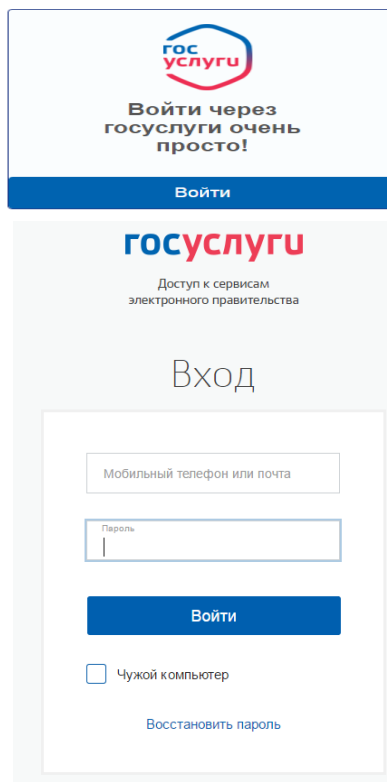 гос
услуги
Войти через
госуслуги очень
просто!
Войти
госуслуги
Доступ к сервисам
электронного правительства
Вход
Мобильный телефон или почта
Пароль
Войти
Чужой компьютер
Восстановить пароль